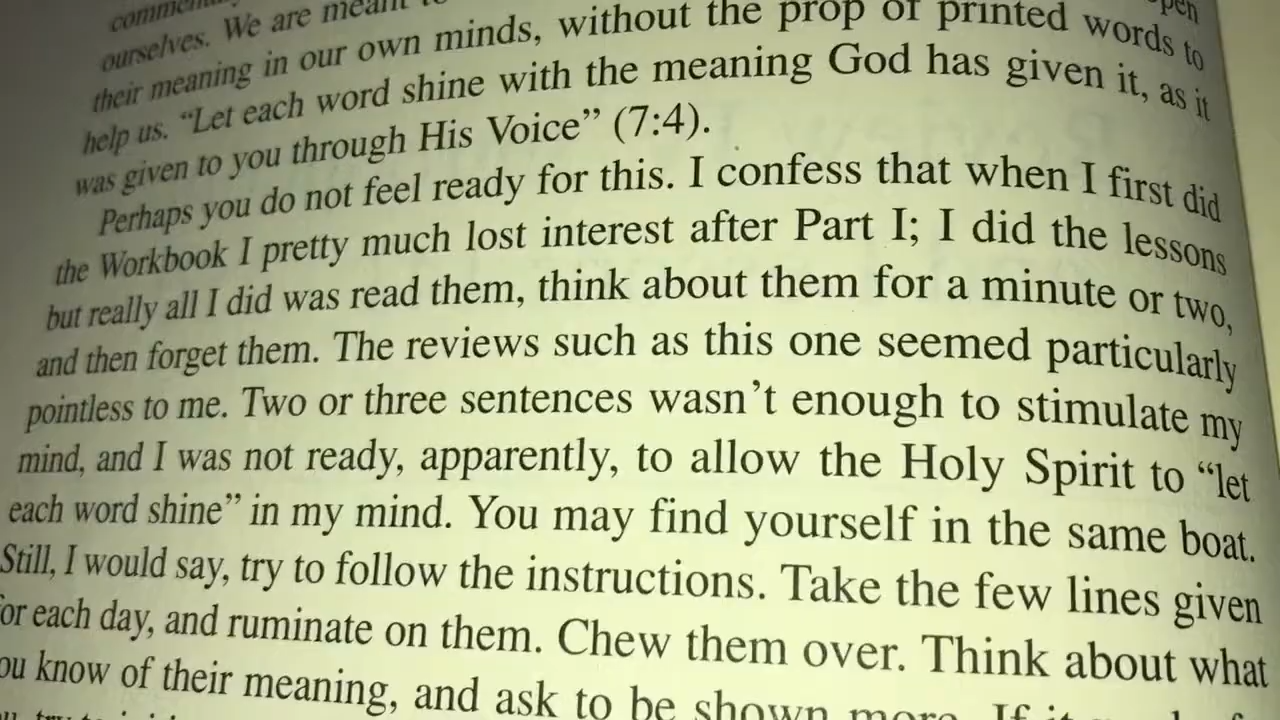 ourselves. We are meant
their meaning in our own minds, without the prop of printed words to
help us. “Let each word shine with the meaning God has given it, as it
was given to you through His Voice” (7:4).
Perhaps you do not feel ready for this. I confess that when I first did
the Workbook I pretty much lost interest after Part I; I did the lessons
but really all I did was read them, think about them for a minute or two,
and then forget them. The reviews such as this one seemed particularly
pointless to me. Two or three sentences wasn’t enough to stimulate my
mind, and I was not ready, apparently, to allow the Holy Spirit to “let
each word shine” in my mind. You may find yourself in the same boat.
Still, I would say, try to follow the instructions. Take the few lines given
for each day, and ruminate on them. Chew them over. Think about what
you know of their meaning, and ask to be shown more. If it